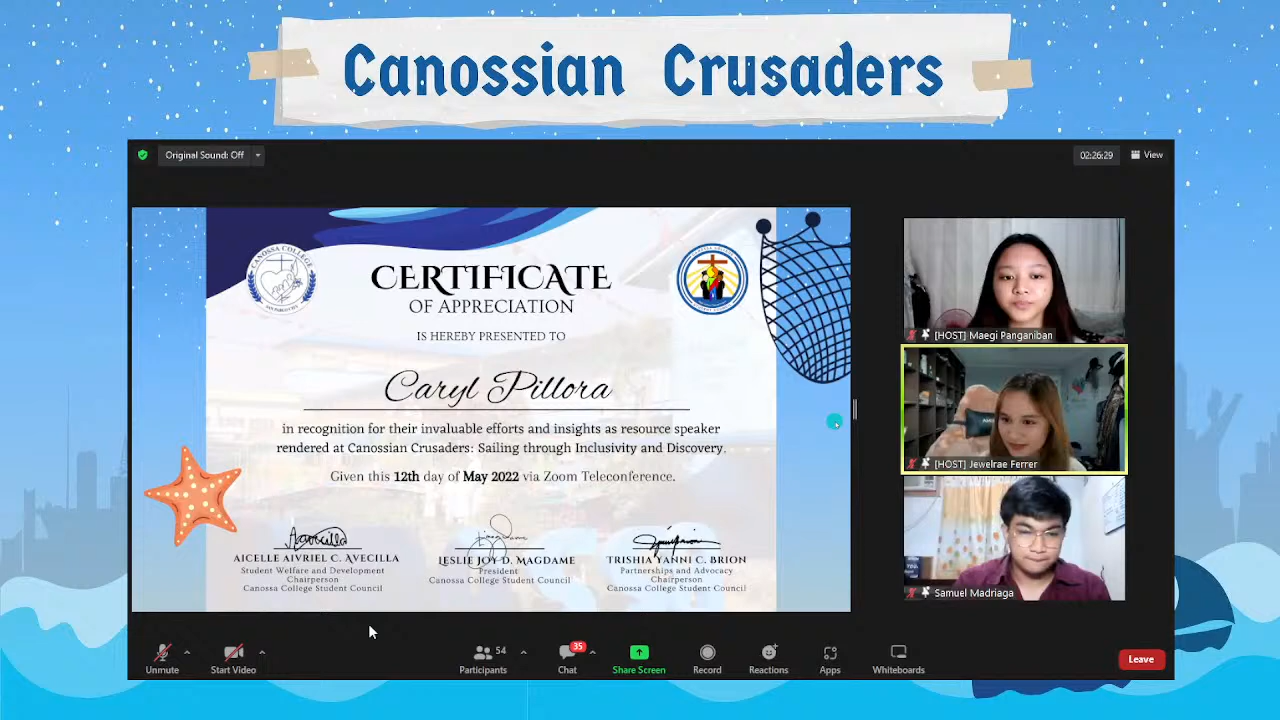 Canossian Crusaders
Original Sound: Off
02:26:29
View
CANOSSA COLLEGE
CERTIFICATE
OF APPRECIATION
IS HEREBY PRESENTED TO
Caryl Pillora
in recognition for their invaluable efforts and insights as resource speaker
rendered at Canossian Crusaders: Sailing through Inclusivity and Discovery.
Given this 12th day of May 2022 via Zoom Teleconference.
AICELLE AIVRIEL C. AVECILLA
Student Welfare and Development
Chairperson
Canossa College Student Council
LESLIE JOY D. MAGDAME
President
Canossa College Student Council
TRISHIA YANNI C. BRION
Partnerships and Advocacy
Chairperson
Canossa College Student Council
[HOST] Maegi Panganiban
[HOST] Jewelrae Ferrer
Samuel Madriaga
Unmute
Start Video
54
Participants
35
Chat
Share Screen
Record
Reactions
Apps
Whiteboards
Leave